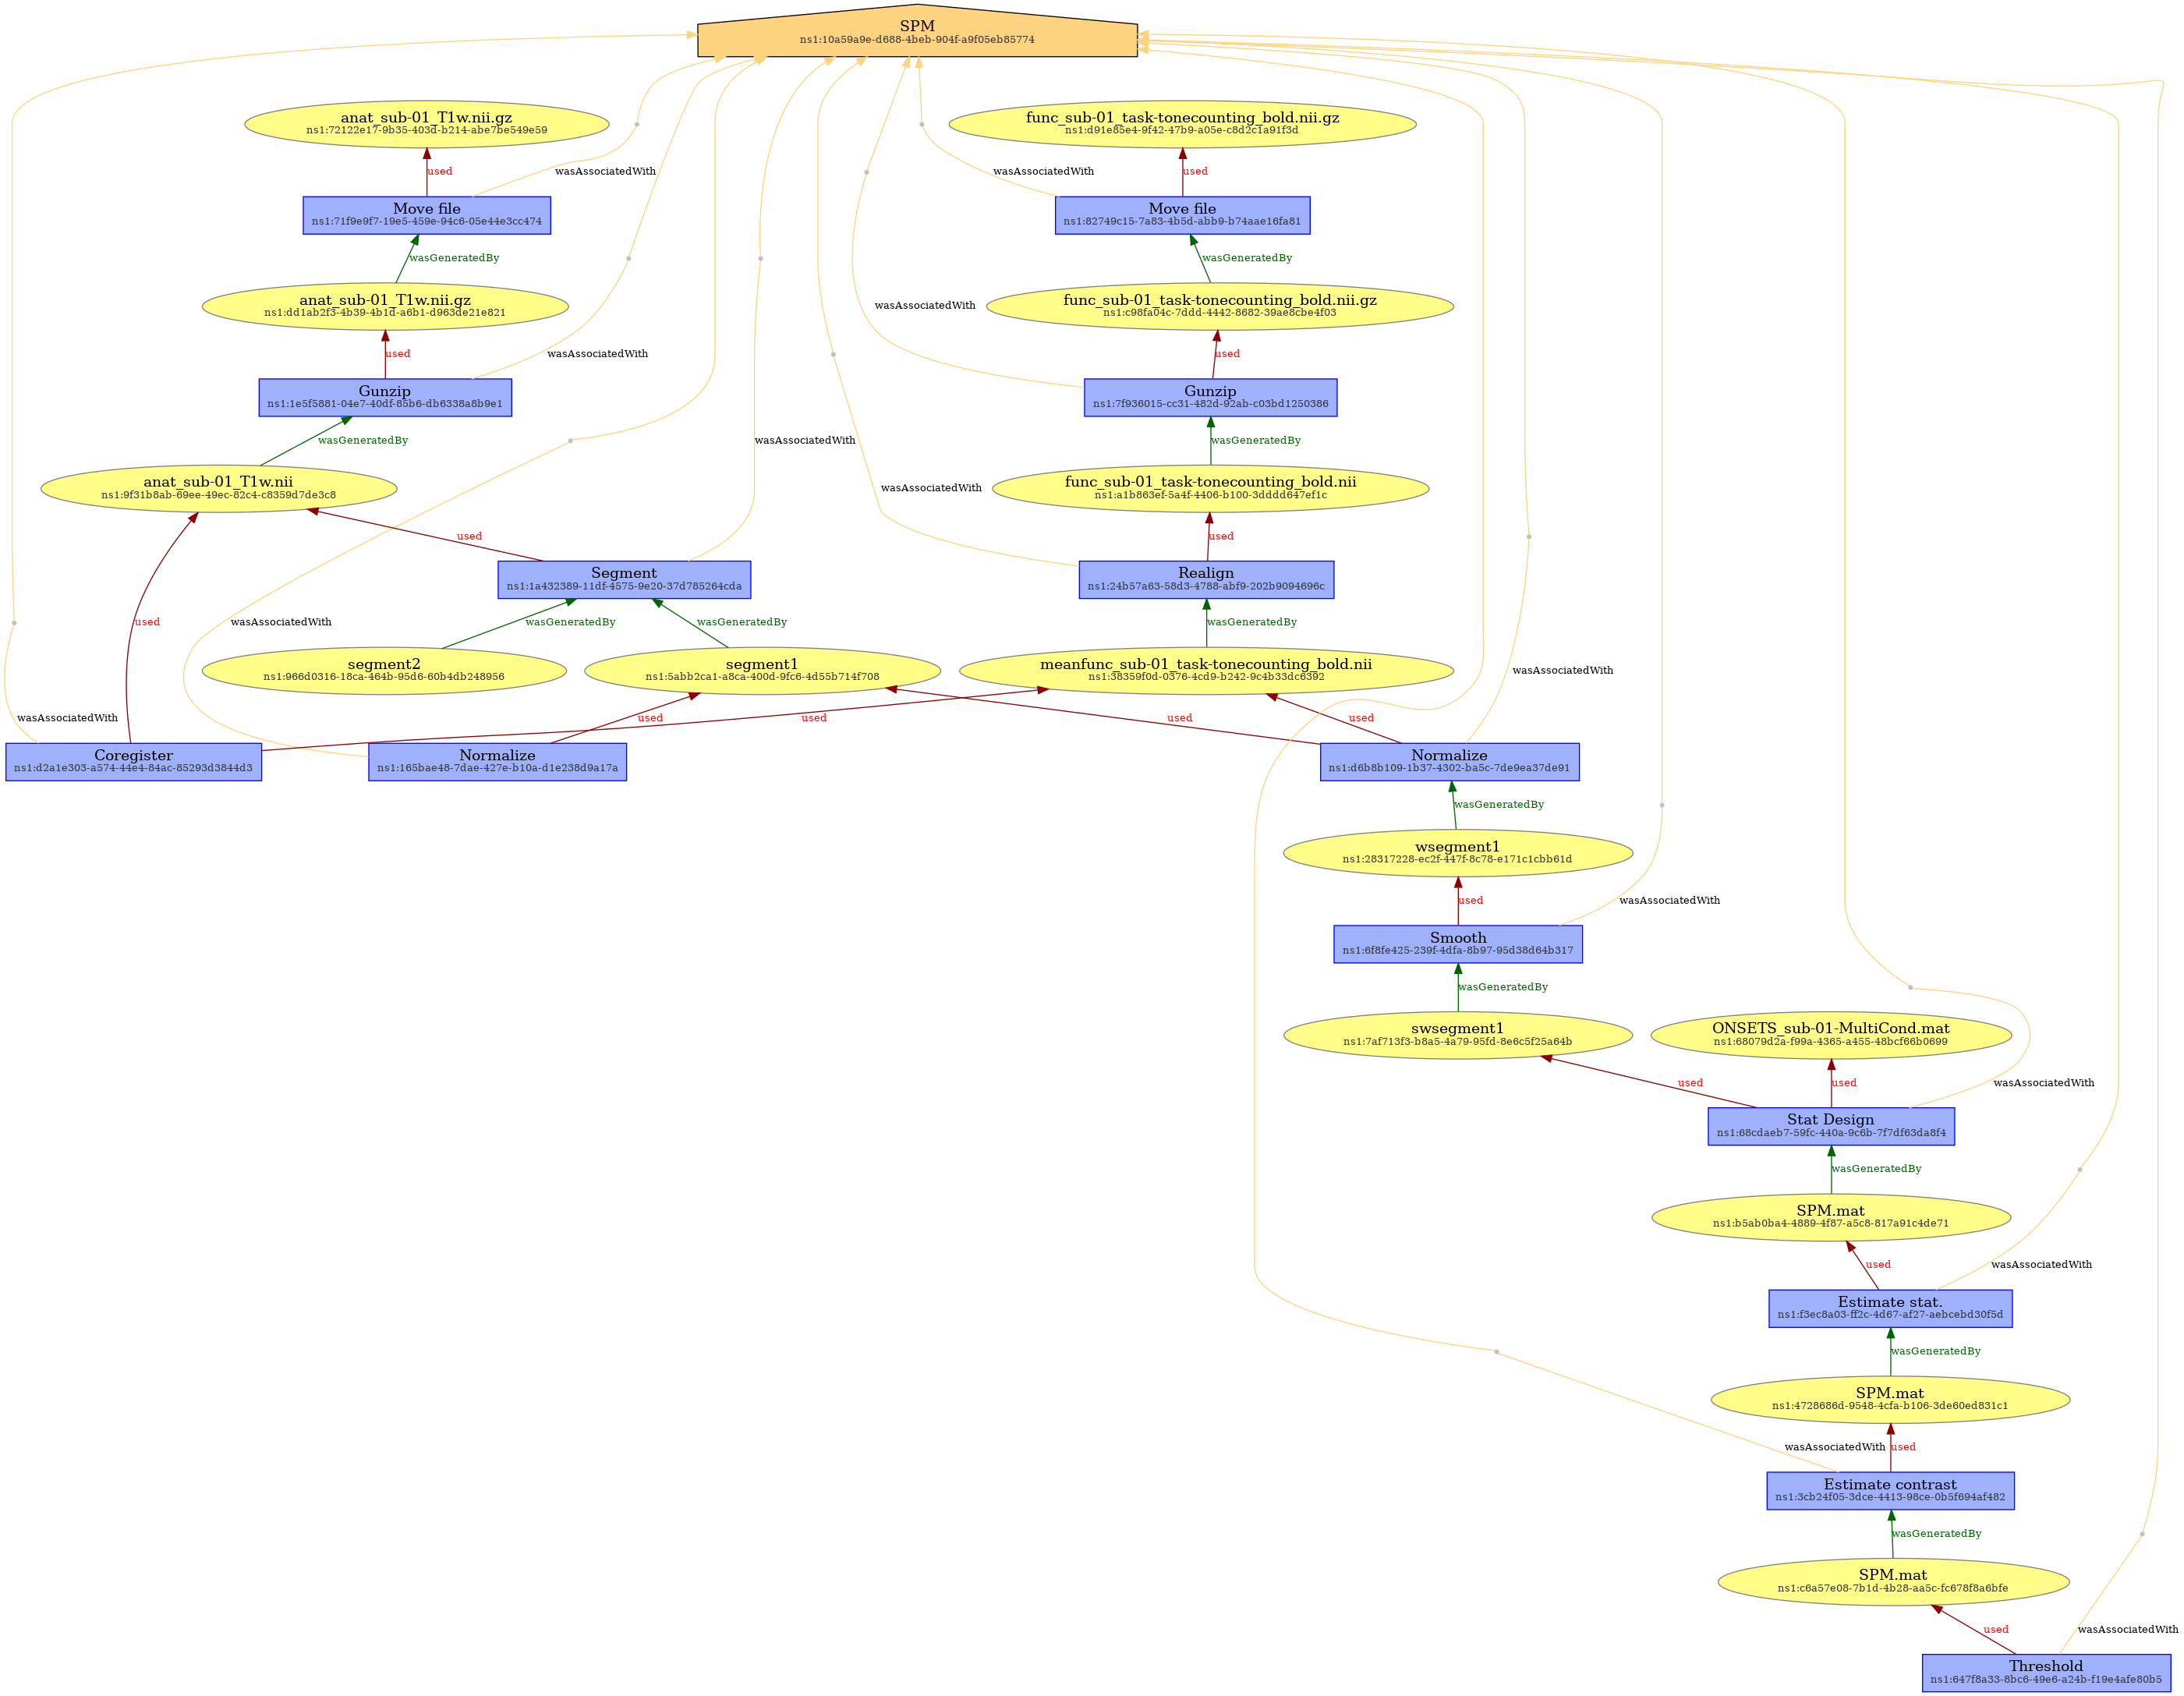 SPM
ns1:10a59a9e-d688-4beb-904f-a9f05eb85774
anat_sub-01_T1w.nii.gz
ns1:72122e17-9b35-403d-b214-abe7be549e59
func_sub-01_task-tonecounting_bold.nii.gz
ns1:d91e85e4-9f42-47b9-a05e-c8d2c1a91f3d
used
wasAssociatedWith
wasAssociatedWith
used
Move file
ns1:71f9e9f7-19e5-459e-94c6-05e44e3cc474
Move file
ns1:82749c15-7a83-4b5d-abb9-b74aae16fa81
wasGeneratedBy
wasGeneratedBy
anat_sub-01_T1w.nii.gz
ns1:dd1ab2f3-4b39-4b1d-a6b1-d963de21e821
wasAssociatedWith
func_sub-01_task-tonecounting_bold.nii.gz
ns1:c98fa04c-7ddd-4442-8682-39ae8cbe4f03
used
wasAssociatedWith
used
Gunzip
ns1:1e5f5881-04e7-40df-85b6-db6338a8b9e1
Gunzip
ns1:7f936015-cc31-482d-92ab-c03bd1250386
wasGeneratedBy
wasAssociatedWith
wasGeneratedBy
anat_sub-01_T1w.nii
ns1:9f31b8ab-69ee-49ec-82c4-c8359d7de3c8
wasAssociatedWith
func_sub-01_task-tonecounting_bold.nii
ns1:a1b863ef-5a4f-4406-b100-3dddd647ef1c
used
used
Segment
ns1:1a432389-11df-4575-9e20-37d785264cda
Realign
ns1:24b57a63-58d3-4788-abf9-202b9094696c
used
wasAssociatedWith
wasGeneratedBy
wasGeneratedBy
wasGeneratedBy
segment2
ns1:966d0316-18ca-464b-95d6-60b4db248956
segment1
ns1:5abb2ca1-a8ca-400d-9fc6-4d55b714f708
meanfunc_sub-01_task-tonecounting_bold.nii
ns1:38359f0d-0376-4cd9-b242-9c4b33dc6392
wasAssociatedWith
wasAssociatedWith
used
used
used
used
Coregister
ns1:d2a1e303-a574-44e4-84ac-85293d3844d3
Normalize
ns1:165bae48-7dae-427e-b10a-d1e238d9a17a
Normalize
ns1:d6b8b109-1b37-4302-ba5c-7de9ea37de91
wasGeneratedBy
wsegment1
ns1:28317228-ec2f-447f-8c78-e171c1cbb61d
used
wasAssociatedWith
Smooth
ns1:6f8fe425-239f-4dfa-8b97-95d38d64b317
wasGeneratedBy
swsegment1
ns1:7af713f3-b8a5-4a79-95fd-8e6c5f25a64b
ONSETS_sub-01-MultiCond.mat
ns1:68079d2a-f99a-4365-a455-48bcf66b0699
used
used
wasAssociatedWith
Stat Design
ns1:68cdaeb7-59fc-440a-9c6b-7f7df63da8f4
wasGeneratedBy
SPM.mat
ns1:b5ab0ba4-4889-4f87-a5c8-817a91c4de71
used
wasAssociatedWith
Estimate stat.
ns1:f3ec8a03-ff2c-4d67-af27-aebcebd30f5d
wasGeneratedBy
SPM.mat
ns1:4728686d-9548-4cfa-b106-3de60ed831c1
wasAssociatedWith
used
Estimate contrast
ns1:3cb24f05-3dce-4413-98ce-0b5f694af482
wasGeneratedBy
SPM.mat
ns1:c6a57e08-7b1d-4b28-aa5c-fc678f8a6bfe
used
wasAssociatedWith
Threshold
ns1:647f8a33-8bc6-49e6-a24b-f19e4afe80b5